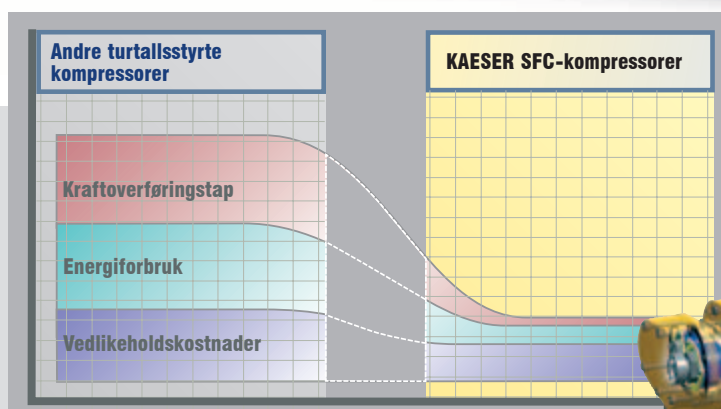 Andre turtallsstyrte
kompressorer
KAESER SFC-kompressorer
Kraftoverføringstap
Energiforbruk
Vedlikeholdskostnader